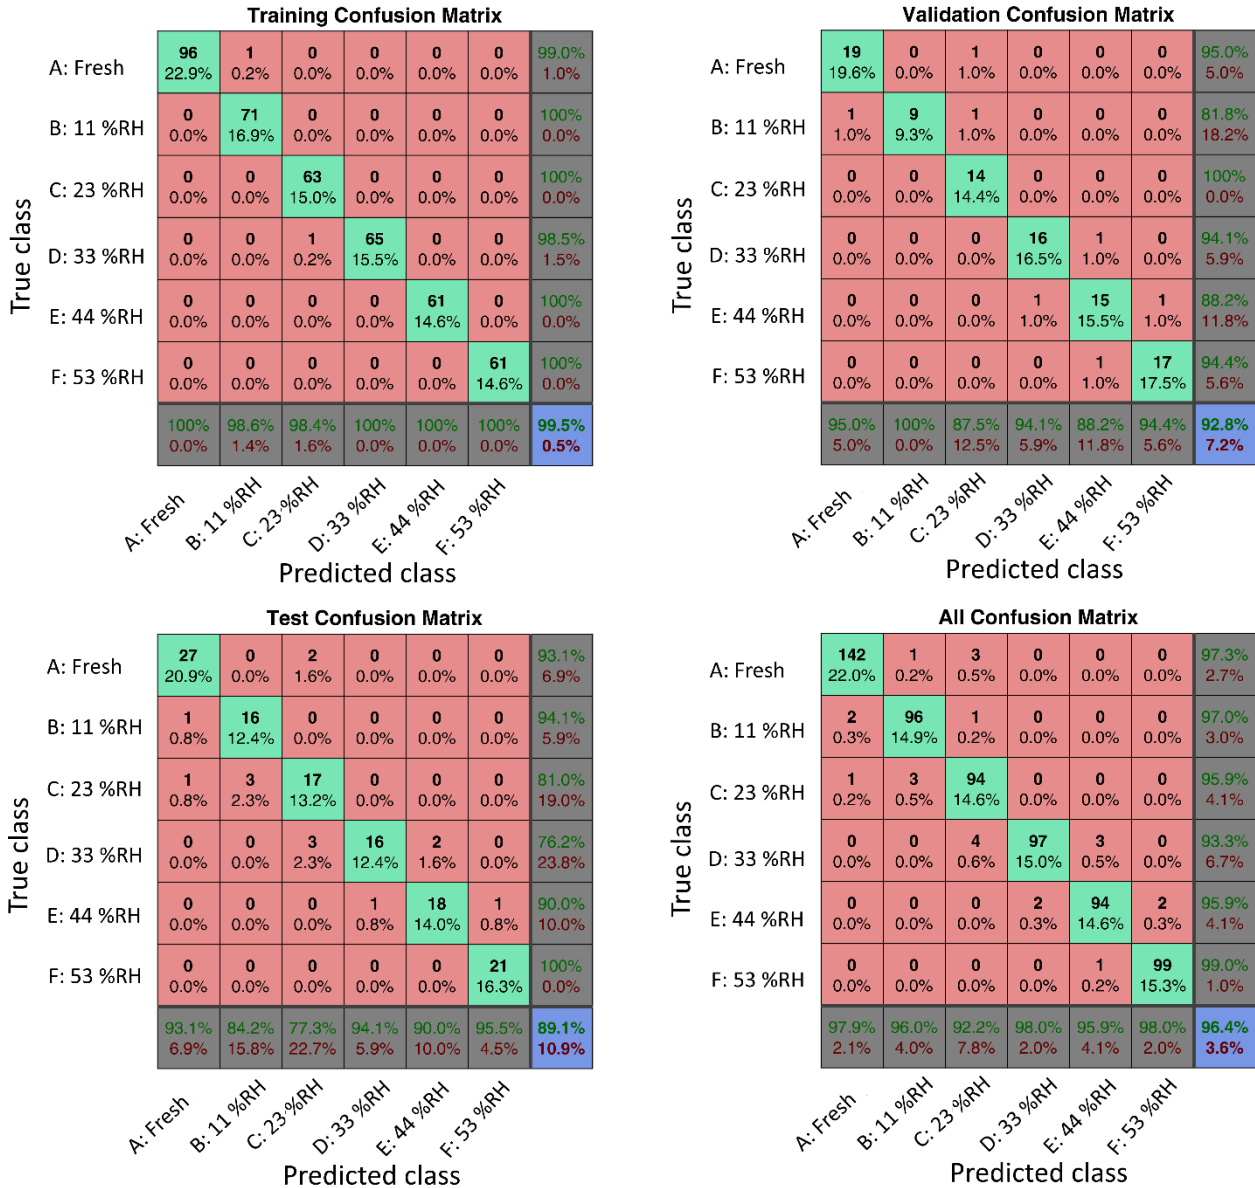 Training Confusion Matrix
A: Fresh
96 1 0 0 0 0 99.0%
22.9% 0.2% 0.0% 0.0% 0.0% 0.0% 1.0%
B: 11 %RH
0 71 0 0 0 0 100%
0.0% 16.9% 0.0% 0.0% 0.0% 0.0% 0.0%
C: 23 %RH
0 0 63 0 0 0 100%
0.0% 0.0% 15.0% 0.0% 0.0% 0.0% 0.0%
D: 33 %RH
0 0 1 65 0 0 98.5%
0.0% 0.0% 0.2% 15.5% 0.0% 0.0% 1.5%
E: 44 %RH
0 0 0 0 61 0 100%
0.0% 0.0% 0.0% 0.0% 14.6% 0.0% 0.0%
F: 53 %RH
0 0 0 0 0 61 100%
0.0% 0.0% 0.0% 0.0% 0.0% 14.6% 0.0%
100% 98.6% 98.4% 100% 100% 100% 99.5%
0.0% 1.4% 1.6% 0.0% 0.0% 0.0% 0.5%
True class
A: Fresh
B: 11 %RH
C: 23 %RH
D: 33 %RH
E: 44 %RH
F: 53 %RH
Predicted class
Validation Confusion Matrix
A: Fresh
19 0 1 0 0 0 95.0%
19.6% 0.0% 1.0% 0.0% 0.0% 0.0% 5.0%
B: 11 %RH
1 9 1 0 0 0 81.8%
1.0% 9.3% 1.0% 0.0% 0.0% 0.0% 18.2%
C: 23 %RH
0 0 14 0 0 0 100%
0.0% 0.0% 14.4% 0.0% 0.0% 0.0% 0.0%
D: 33 %RH
0 0 0 16 1 0 94.1%
0.0% 0.0% 0.0% 16.5% 1.0% 0.0% 5.9%
E: 44 %RH
0 0 0 1 15 1 88.2%
0.0% 0.0% 0.0% 1.0% 15.5% 1.0% 11.8%
F: 53 %RH
0 0 0 0 1 17 94.4%
0.0% 0.0% 0.0% 0.0% 1.0% 17.5% 5.6%
95.0% 100% 87.5% 94.1% 88.2% 94.4% 92.8%
5.0% 0.0% 12.5% 5.9% 11.8% 5.6% 7.2%
True class
A: Fresh
B: 11 %RH
C: 23 %RH
D: 33 %RH
E: 44 %RH
F: 53 %RH
Predicted class
Test Confusion Matrix
A: Fresh
27 0 2 0 0 0 93.1%
20.9% 0.0% 1.6% 0.0% 0.0% 0.0% 6.9%
B: 11 %RH
1 16 0 0 0 0 94.1%
0.8% 12.4% 0.0% 0.0% 0.0% 0.0% 5.9%
C: 23 %RH
1 3 17 0 0 0 81.0%
0.8% 2.3% 13.2% 0.0% 0.0% 0.0% 19.0%
D: 33 %RH
0 0 3 16 2 0 76.2%
0.0% 0.0% 2.3% 12.4% 1.6% 0.0% 23.8%
E: 44 %RH
0 0 0 1 18 1 90.0%
0.0% 0.0% 0.0% 0.8% 14.0% 0.8% 10.0%
F: 53 %RH
0 0 0 0 0 21 100%
0.0% 0.0% 0.0% 0.0% 0.0% 16.3% 0.0%
93.1% 84.2% 77.3% 94.1% 90.0% 95.5% 89.1%
6.9% 15.8% 22.7% 5.9% 10.0% 4.5% 10.9%
True class
A: Fresh
B: 11 %RH
C: 23 %RH
D: 33 %RH
E: 44 %RH
F: 53 %RH
Predicted class
All Confusion Matrix
A: Fresh
142 1 3 0 0 0 97.3%
22.0% 0.2% 0.5% 0.0% 0.0% 0.0% 2.7%
B: 11 %RH
2 96 1 0 0 0 97.0%
0.3% 14.9% 0.2% 0.0% 0.0% 0.0% 3.0%
C: 23 %RH
1 3 94 0 0 0 95.9%
0.2% 0.5% 14.6% 0.0% 0.0% 0.0% 4.1%
D: 33 %RH
0 0 4 97 3 0 93.3%
0.0% 0.0% 0.6% 15.0% 0.5% 0.0% 6.7%
E: 44 %RH
0 0 0 2 94 2 95.9%
0.0% 0.0% 0.0% 0.3% 14.6% 0.3% 4.1%
F: 53 %RH
0 0 0 0 1 99 99.0%
0.0% 0.0% 0.0% 0.0% 0.2% 15.3% 1.0%
97.9% 96.0% 92.2% 98.0% 95.9% 98.0% 96.4%
2.1% 4.0% 7.8% 2.0% 4.1% 2.0% 3.6%
True class
A: Fresh
B: 11 %RH
C: 23 %RH
D: 33 %RH
E: 44 %RH
F: 53 %RH
Predicted class